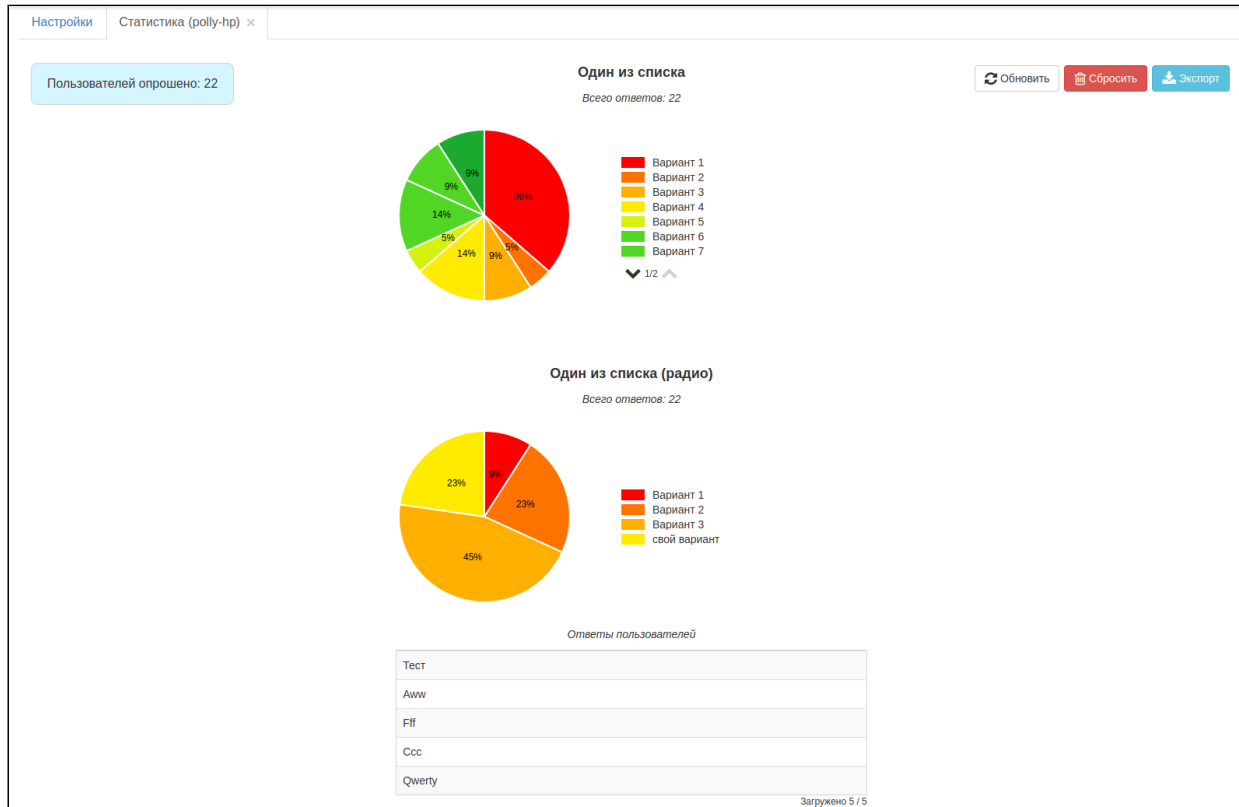 Настройки
Статистика (polly-hp) ×
Пользователей опрошено: 22
Один из списка
Всего ответов: 22
Обновить
Сбросить
Экспорт
36%
5%
9%
14%
5%
14%
9%
9%
Вариант 1
Вариант 2
Вариант 3
Вариант 4
Вариант 5
Вариант 6
Вариант 7
1/2
Один из списка (радио)
Всего ответов: 22
9%
23%
45%
23%
Вариант 1
Вариант 2
Вариант 3
свой вариант
Ответы пользователей
Тест
Aww
Fff
Ccc
Qwerty
Загружено 5 / 5